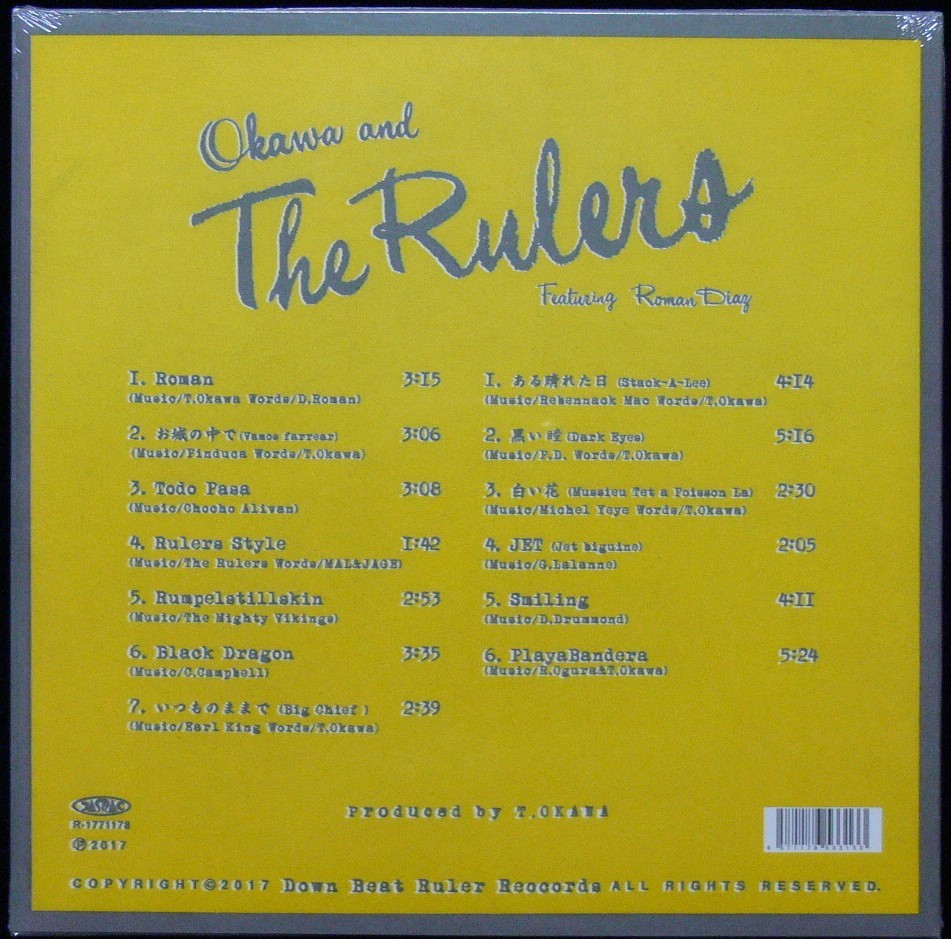 Okawa and
The Rulers
Featuring Roman Diaz
1. Roman 3:15
(Music/T.Okawa Words/D.Roman)
2. お城の中で (Vamos farrear) 3:06
(Music/Pinduca Words/T.Okawa)
3. Todo Pasa 3:08
(Music/Chocho Alivan)
4. Rulers Style 1:42
(Music/The Rulers Words/MAL&JAGE)
5. Rumpelstillskin 2:53
(Music/The Mighty Vikings)
6. Black Dragon 3:35
(Music/C.Campbell)
7. いつものままで (Big Chief ) 2:39
(Music/Earl King Words/T.Okawa)
1. ある晴れた日 (Stack-A-Lee) 4:14
(Music/Rebennack Mac Words/T.Okawa)
2. 黒い瞳 (Dark Eyes) 5:16
(Music/P.D. Words/T.Okawa)
3. 白い花 (Mussieu Tet a Poisson La) 2:30
(Music/Michel Yeye Words/T.Okawa)
4. JET (Jet biguine) 2:05
(Music/G.Lalanne)
5. Smiling 4:11
(Music/D.Drummond)
6. PlayaBandera 5:24
(Music/H.Ogura&T.Okawa)
JASRAC
R-1771178
Ⓟ2017
Produced by T.OKAWA
COPYRIGHT©2017 Down Beat Ruler Reocords ALL RIGHTS RESERVED.